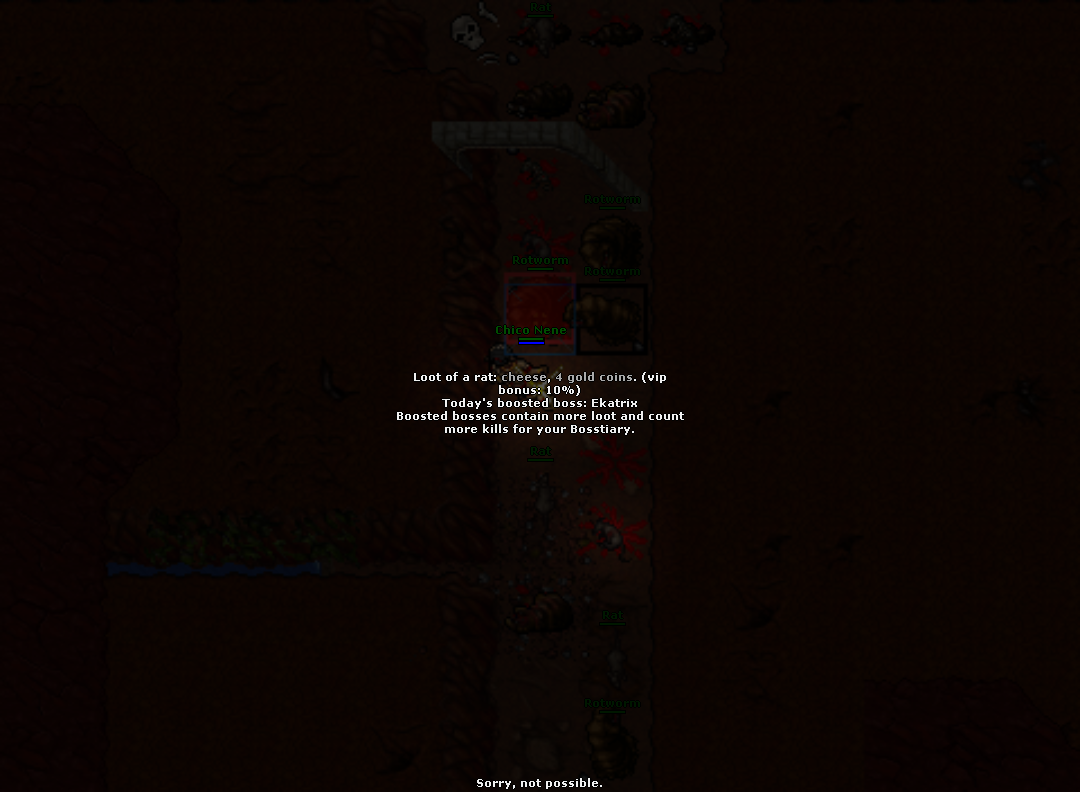 Rat
Rotworm
Rotworm
Rotworm
Chico Nene
Loot of a rat: cheese, 4 gold coins. (vip
bonus: 10%)
Today's boosted boss: Ekatrix
Boosted bosses contain more loot and count
more kills for your Bosstiary.
Rat
Rat
Rotworm
Sorry, not possible.